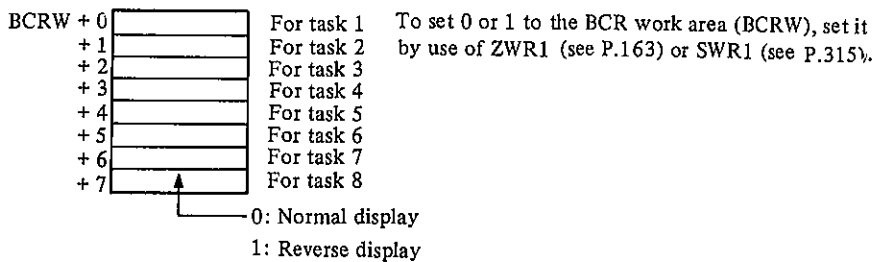 BCRW + 0 For task 1 To set 0 or 1 to the BCR work area (BCRW), set it
+ 1 For task 2 by use of ZWR1 (see P.163) or SWR1 (see P.315).
+ 2 For task 3
+ 3 For task 4
+ 4 For task 5
+ 5 For task 6
+ 6 For task 7
+ 7 For task 8
0: Normal display
1: Reverse display